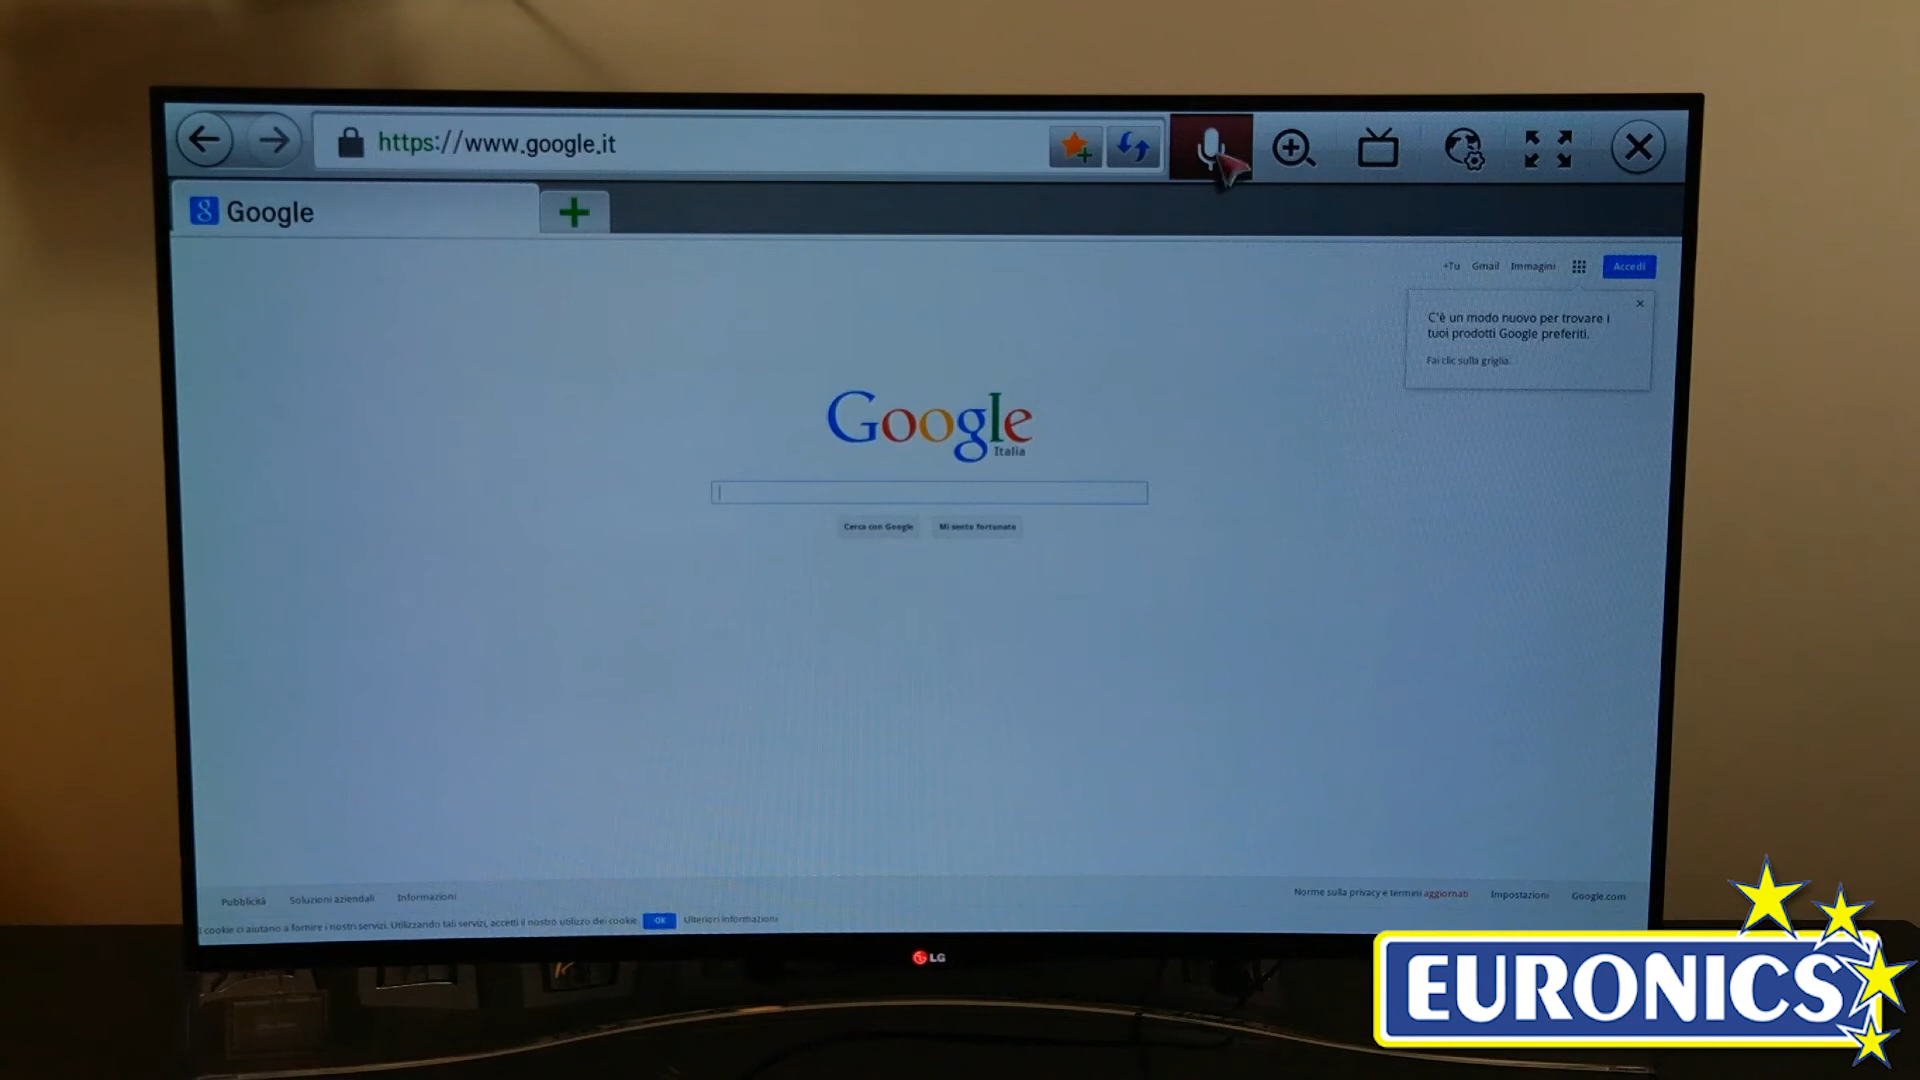 https://www.google.it
Google
+Tu Gmail Immagini Accedi
C'è un modo nuovo per trovare i
tuoi prodotti Google preferiti.
Fai clic sulla griglia.
Google
Italia
Cerca con Google Mi sento fortunato
Pubblicità Soluzioni aziendali Informazioni Norme sulla privacy e termini aggiornati Impostazioni Google.com
I cookie ci aiutano a fornire i nostri servizi. Utilizzando tali servizi, accetti il nostro utilizzo dei cookie. OK Ulteriori informazioni
LG
EURONICS